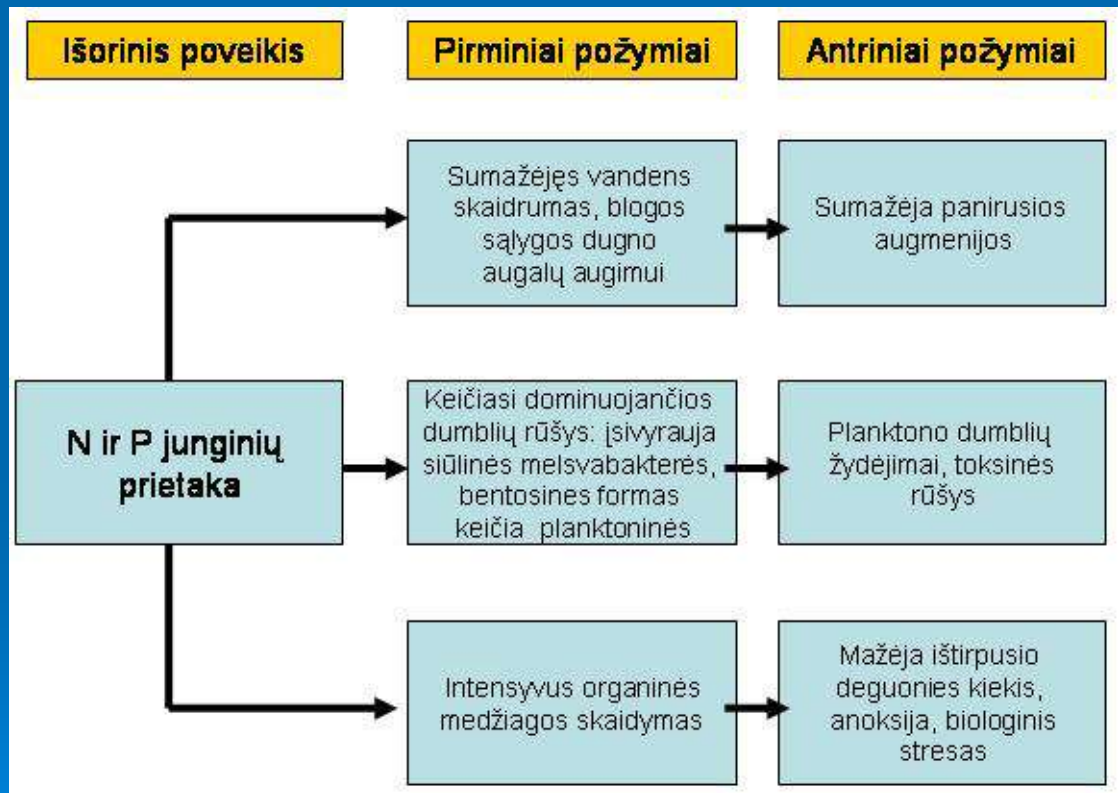 Išorinis poveikis
Pirminiai požymiai
Antriniai požymiai
Sumažėjęs vandens
skaidrumas, blogos
sąlygos dugno
augalų augimui
Sumažėja panirusios
augmenijos
N ir P junginių
prietaka
Keičiasi dominuojančios
dumblių rūšys: įsivyrauja
siūlinės melsvabakterės,
bentosines formas
keičia planktoninės
Planktono dumblių
žydėjimai, toksinės
rūšys
Intensyvus organinės
medžiagos skaidymas
Mažėja ištirpusio
deguonies kiekis,
anoksija, biologinis
stresas